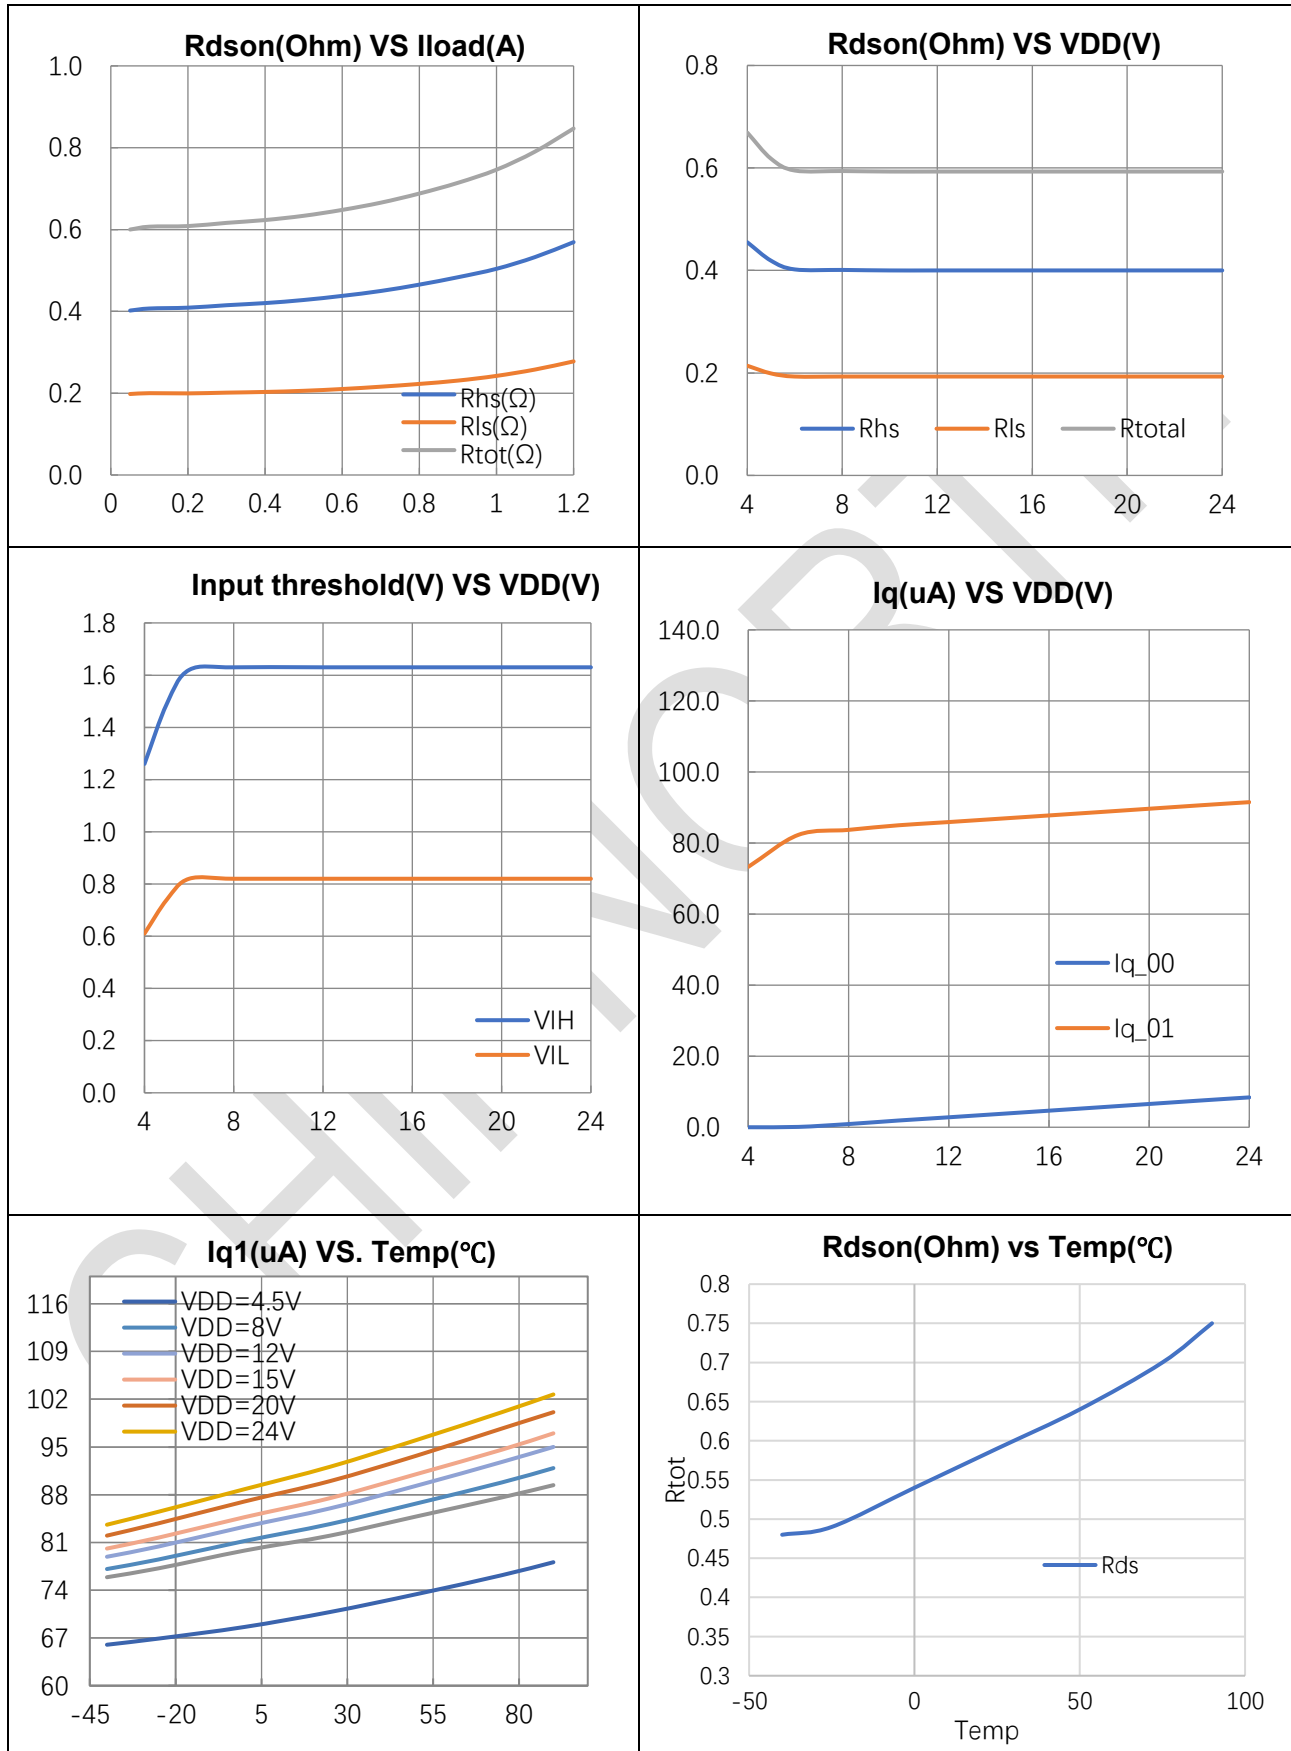 Rdson(Ohm) VS Iload(A)
1.0
0.8
0.6
0.4
0.2
0.0
0 0.2 0.4 0.6 0.8 1 1.2
Rhs(Ω)
Rls(Ω)
Rtot(Ω)
Rdson(Ohm) VS VDD(V)
0.8
0.6
0.4
0.2
0.0
4 8 12 16 20 24
Rhs Rls Rtotal
Input threshold(V) VS VDD(V)
1.8
1.6
1.4
1.2
1.0
0.8
0.6
0.4
0.2
0.0
4 8 12 16 20 24
VIH
VIL
Iq(uA) VS VDD(V)
140.0
120.0
100.0
80.0
60.0
40.0
20.0
0.0
4 8 12 16 20 24
Iq_00
Iq_01
Iq1(uA) VS. Temp(℃)
116
109
102
95
88
81
74
67
60
-45 -20 5 30 55 80
VDD=4.5V
VDD=8V
VDD=12V
VDD=15V
VDD=20V
VDD=24V
Rdson(Ohm) vs Temp(℃)
0.8
0.75
0.7
0.65
0.6
0.55
0.5
0.45
0.4
0.35
0.3
-50 0 50 100
Rtot
Temp
Rds